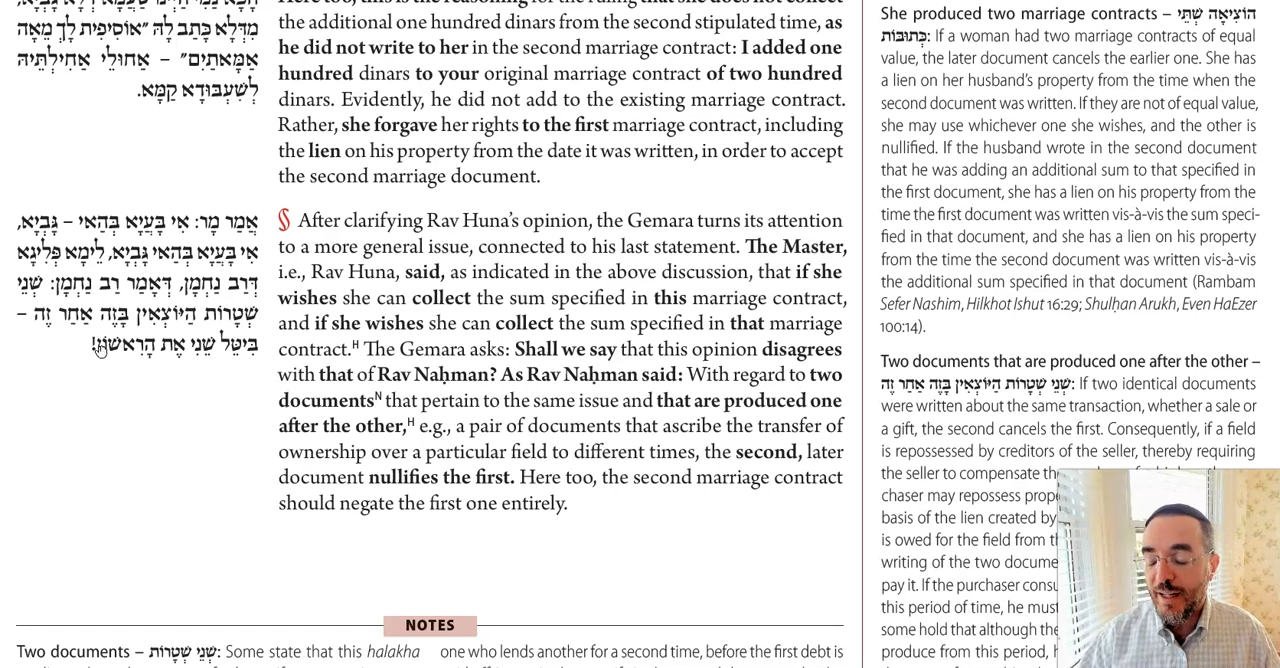 חָכָא נַמֵי הַיְינוּ טַעְמָא דְּלָא גָּבְיָא,
מִדְּלָא כָּתַב לַהּ ״אוֹסִיפִית לָךְ מֵאָה
אַמָּאתַיִם״ – אַחוֹלֵי אַחֵילְתֵּיהּ
לְשִׁעְבּוּדָא קַמָּא.
אָמַר מָר: אִי בָּעֲיָא בְּהַאי – גָּבְיָא,
אִי בָּעֲיָא בְּהַאי גָּבְיָא, לֵימָא פְּלִיגָא
דְּרַב נַחְמָן, דְּאָמַר רַב נַחְמָן: שְׁנֵי
שְׁטָרוֹת הַיּוֹצְאִין בָּזֶה אַחַר זֶה –
בִּיטֵּל שֵׁנִי אֶת הָרִאשׁוֹן!
Here too, this is the reasoning for the ruling that she does not collect
the additional one hundred dinars from the second stipulated time, as
he did not write to her in the second marriage contract: I added one
hundred dinars to your original marriage contract of two hundred
dinars. Evidently, he did not add to the existing marriage contract.
Rather, she forgave her rights to the first marriage contract, including
the lien on his property from the date it was written, in order to accept
the second marriage document.
§ After clarifying Rav Huna's opinion, the Gemara turns its attention
to a more general issue, connected to his last statement. The Master,
i.e., Rav Huna, said, as indicated in the above discussion, that if she
wishes she can collect the sum specified in this marriage contract,
and if she wishes she can collect the sum specified in that marriage
contract.H The Gemara asks: Shall we say that this opinion disagrees
with that of Rav Naḥman? As Rav Naḥman said: With regard to two
documentsN that pertain to the same issue and that are produced one
after the other,H e.g., a pair of documents that ascribe the transfer of
ownership over a particular field to different times, the second, later
document nullifies the first. Here too, the second marriage contract
should negate the first one entirely.
She produced two marriage contracts – הוֹצִיאָה שְׁתֵּי
כְּתוּבּוֹת: If a woman had two marriage contracts of equal
value, the later document cancels the earlier one. She has
a lien on her husband's property from the time when the
second document was written. If they are not of equal value,
she may use whichever one she wishes, and the other is
nullified. If the husband wrote in the second document
that he was adding an additional sum to that specified in
the first document, she has a lien on his property from the
time the first document was written vis-à-vis the sum speci-
fied in that document, and she has a lien on his property
from the time the second document was written vis-à-vis
the additional sum specified in that document (Rambam
Sefer Nashim, Hilkhot Ishut 16:29; Shulḥan Arukh, Even HaEzer
100:14).
Two documents that are produced one after the other –
שְׁנֵי שְׁטָרוֹת הַיּוֹצְאִין בָּזֶה אַחַר זֶה: If two identical documents
were written about the same transaction, whether a sale or
a gift, the second cancels the first. Consequently, if a field
is repossessed by creditors of the seller, thereby requiring
the seller to compensate the
chaser may repossess prope
basis of the lien created by
is owed for the field from th
writing of the two docume
pay it. If the purchaser consu
this period of time, he must
some hold that although the
produce from this period, h
NOTES
Two documents – שְׁנֵי שְׁטָרוֹת: Some state that this halakha
one who lends another for a second time, before the first debt is